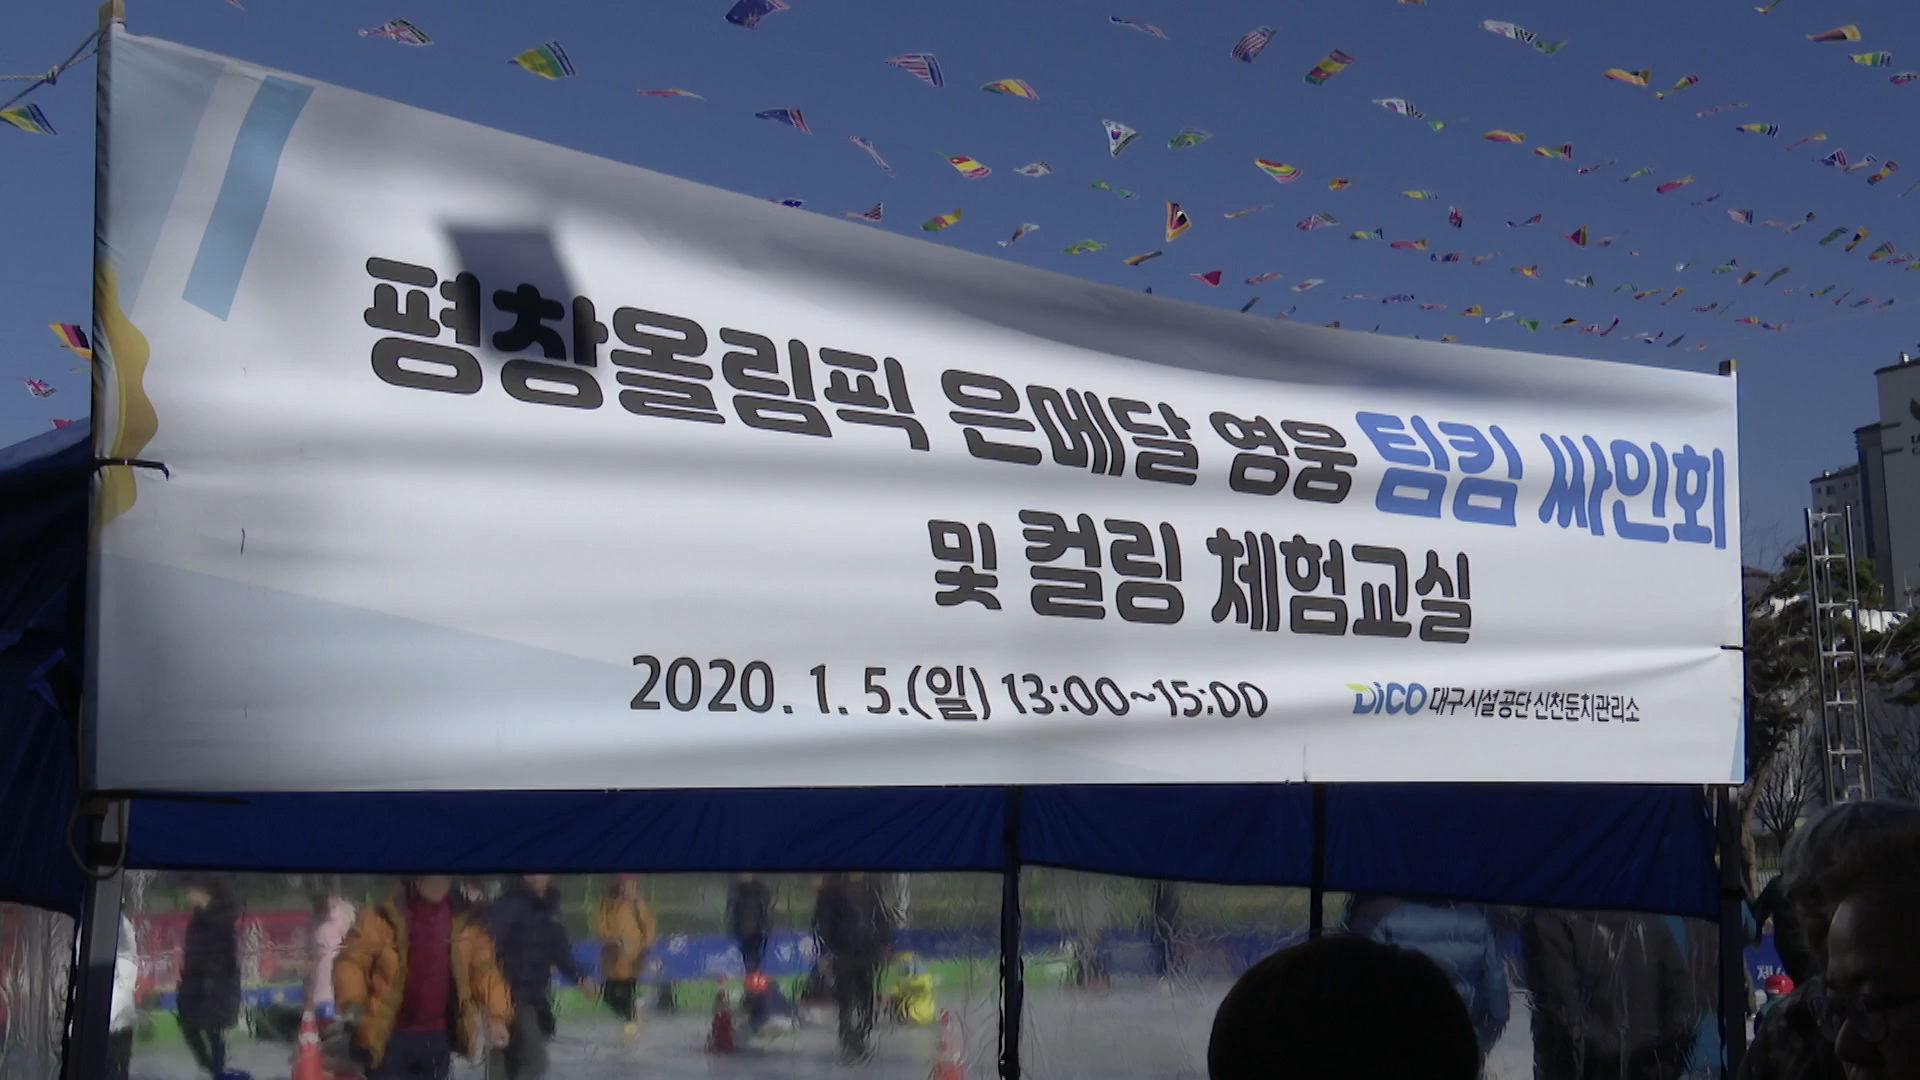 평창올림픽 은메달 영웅 팀킴 싸인회
및 컬링 체험교실
2020. 1. 5.(일) 13:00~15:00
DiCO 대구시설공단 신천둔치관리소